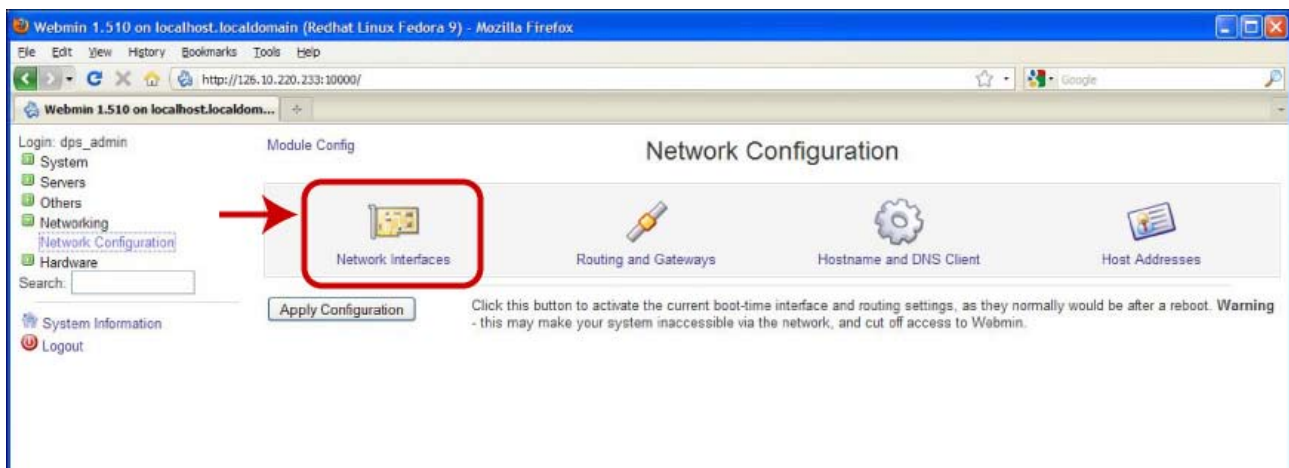 Webmin 1.510 on localhost.localdomain (Redhat Linux Fedora 9) - Mozilla Firefox
File Edit View History Bookmarks Tools Help
http://126.10.220.233:10000/
Google
Webmin 1.510 on localhost.localdom...
Login: dps_admin
System
Servers
Others
Networking
Network Configuration
Hardware
Search:
System Information
Logout
Module Config
Network Configuration
Network Interfaces
Routing and Gateways
Hostname and DNS Client
Host Addresses
Apply Configuration
Click this button to activate the current boot-time interface and routing settings, as they normally would be after a reboot. Warning
- this may make your system inaccessible via the network, and cut off access to Webmin.